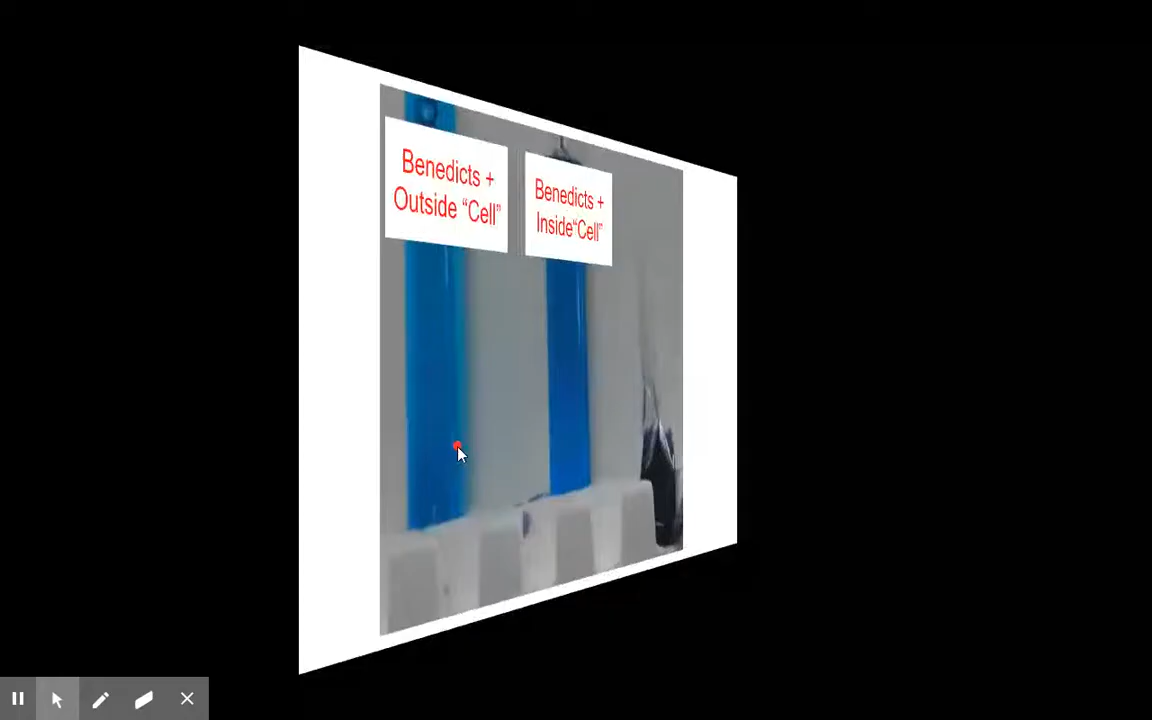 Benedicts +
Outside “Cell”
Benedicts +
Inside“Cell”